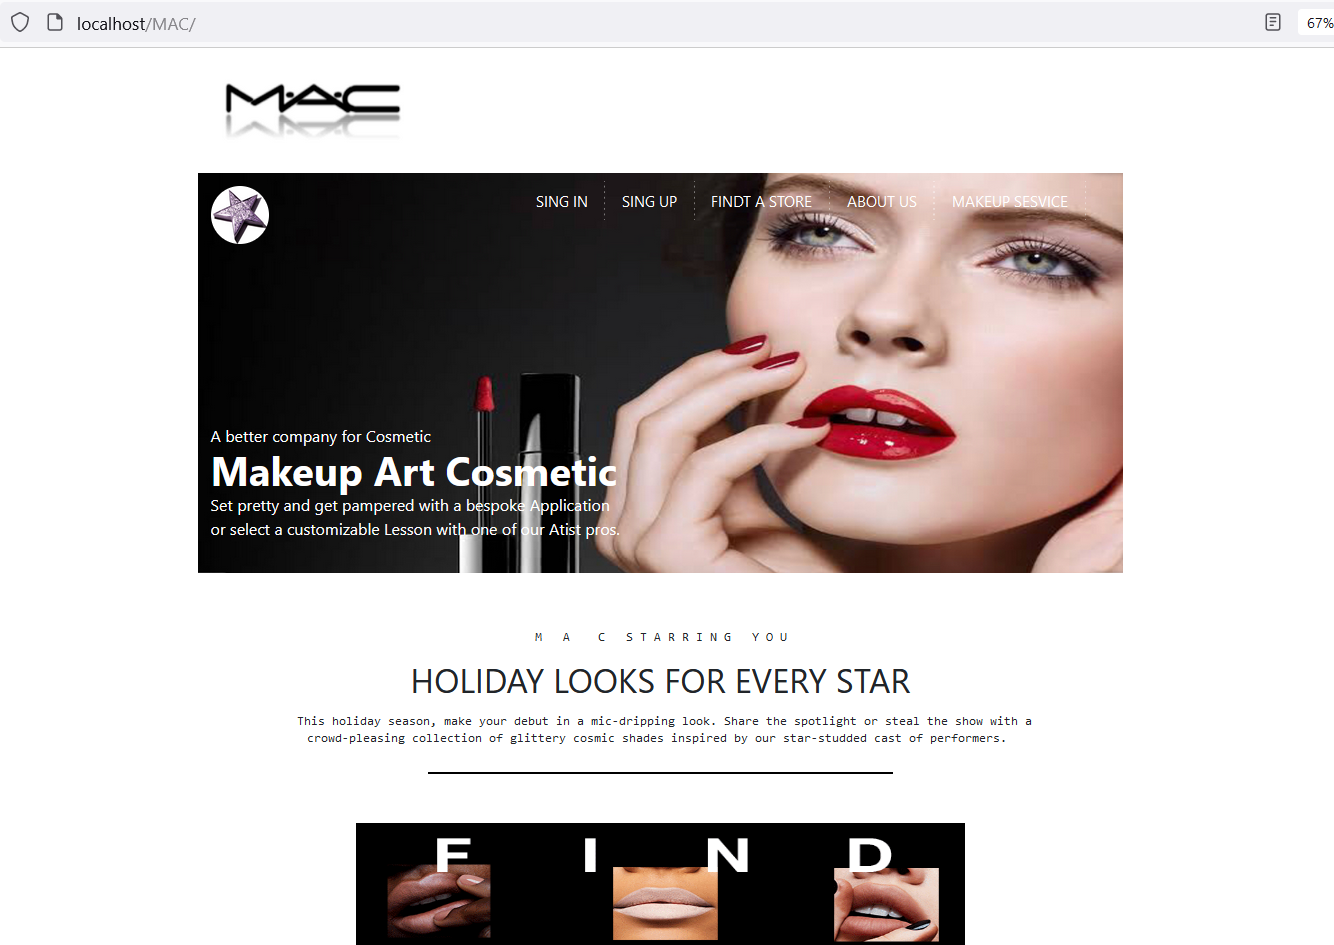 localhost/MAC/
67%
M·A·C
SING IN
SING UP
FINDT A STORE
ABOUT US
MAKEUP SESVICE
A better company for Cosmetic
Makeup Art Cosmetic
Set pretty and get pampered with a bespoke Application
or select a customizable Lesson with one of our Atist pros.
M A C STARRING YOU
HOLIDAY LOOKS FOR EVERY STAR
This holiday season, make your debut in a mic-dripping look. Share the spotlight or steal the show with a
crowd-pleasing collection of glittery cosmic shades inspired by our star-studded cast of performers.
F I N D